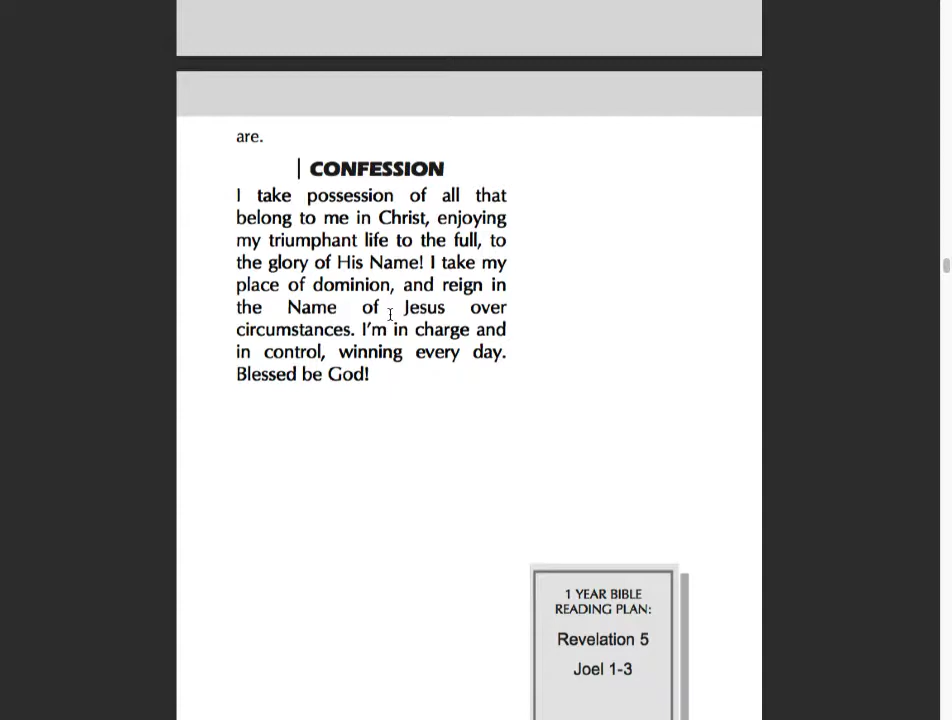 are.
CONFESSION
I take possession of all that
belong to me in Christ, enjoying
my triumphant life to the full, to
the glory of His Name! I take my
place of dominion, and reign in
the Name of Jesus over
circumstances. I'm in charge and
in control, winning every day.
Blessed be God!
1 YEAR BIBLE
READING PLAN:
Revelation 5
Joel 1-3